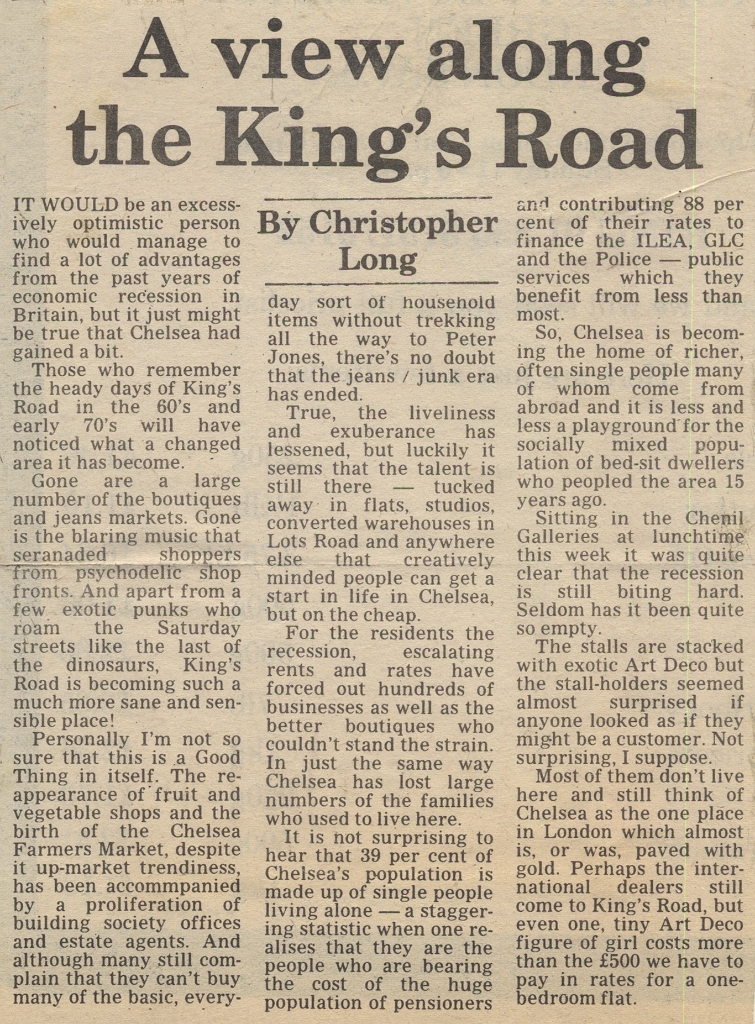 A view along
the King's Road
IT WOULD be an excess-
ively optimistic person
who would manage to
find a lot of advantages
from the past years of
economic recession in
Britain, but it just might
be true that Chelsea had
gained a bit.
Those who remember
the heady days of King's
Road in the 60's and
early 70's will have
noticed what a changed
area it has become.
Gone are a large
number of the boutiques
and jeans markets. Gone
is the blaring music that
seranaded shoppers
from psychodelic shop
fronts. And apart from a
few exotic punks who
roam the Saturday
streets like the last of
the dinosaurs, King's
Road is becoming such a
much more sane and sen-
sible place!
Personally I'm not so
sure that this is a Good
Thing in itself. The re-
appearance of fruit and
vegetable shops and the
birth of the Chelsea
Farmers Market, despite
it up-market trendiness,
has been accommpanied
by a proliferation of
building society offices
and estate agents. And
although many still com-
plain that they can't buy
many of the basic, every-
By Christopher
Long
day sort of household
items without trekking
all the way to Peter
Jones, there's no doubt
that the jeans / junk era
has ended.
True, the liveliness
and exuberance has
lessened, but luckily it
seems that the talent is
still there — tucked
away in flats, studios,
converted warehouses in
Lots Road and anywhere
else that creatively
minded people can get a
start in life in Chelsea,
but on the cheap.
For the residents the
recession, escalating
rents and rates have
forced out hundreds of
businesses as well as the
better boutiques who
couldn't stand the strain.
In just the same way
Chelsea has lost large
numbers of the families
who used to live here.
It is not surprising to
hear that 39 per cent of
Chelsea's population is
made up of single people
living alone — a stagger-
ing statistic when one re-
alises that they are the
people who are bearing
the cost of the huge
population of pensioners
and contributing 88 per
cent of their rates to
finance the ILEA, GLC
and the Police — public
services which they
benefit from less than
most.
So, Chelsea is becom-
ing the home of richer,
often single people many
of whom come from
abroad and it is less and
less a playground for the
socially mixed popu-
lation of bed-sit dwellers
who peopled the area 15
years ago.
Sitting in the Chenil
Galleries at lunchtime
this week it was quite
clear that the recession
is still biting hard.
Seldom has it been quite
so empty.
The stalls are stacked
with exotic Art Deco but
the stall-holders seemed
almost surprised if
anyone looked as if they
might be a customer. Not
surprising, I suppose.
Most of them don't live
here and still think of
Chelsea as the one place
in London which almost
is, or was, paved with
gold. Perhaps the inter-
national dealers still
come to King's Road, but
even one, tiny Art Deco
figure of girl costs more
than the £500 we have to
pay in rates for a one-
bedroom flat.